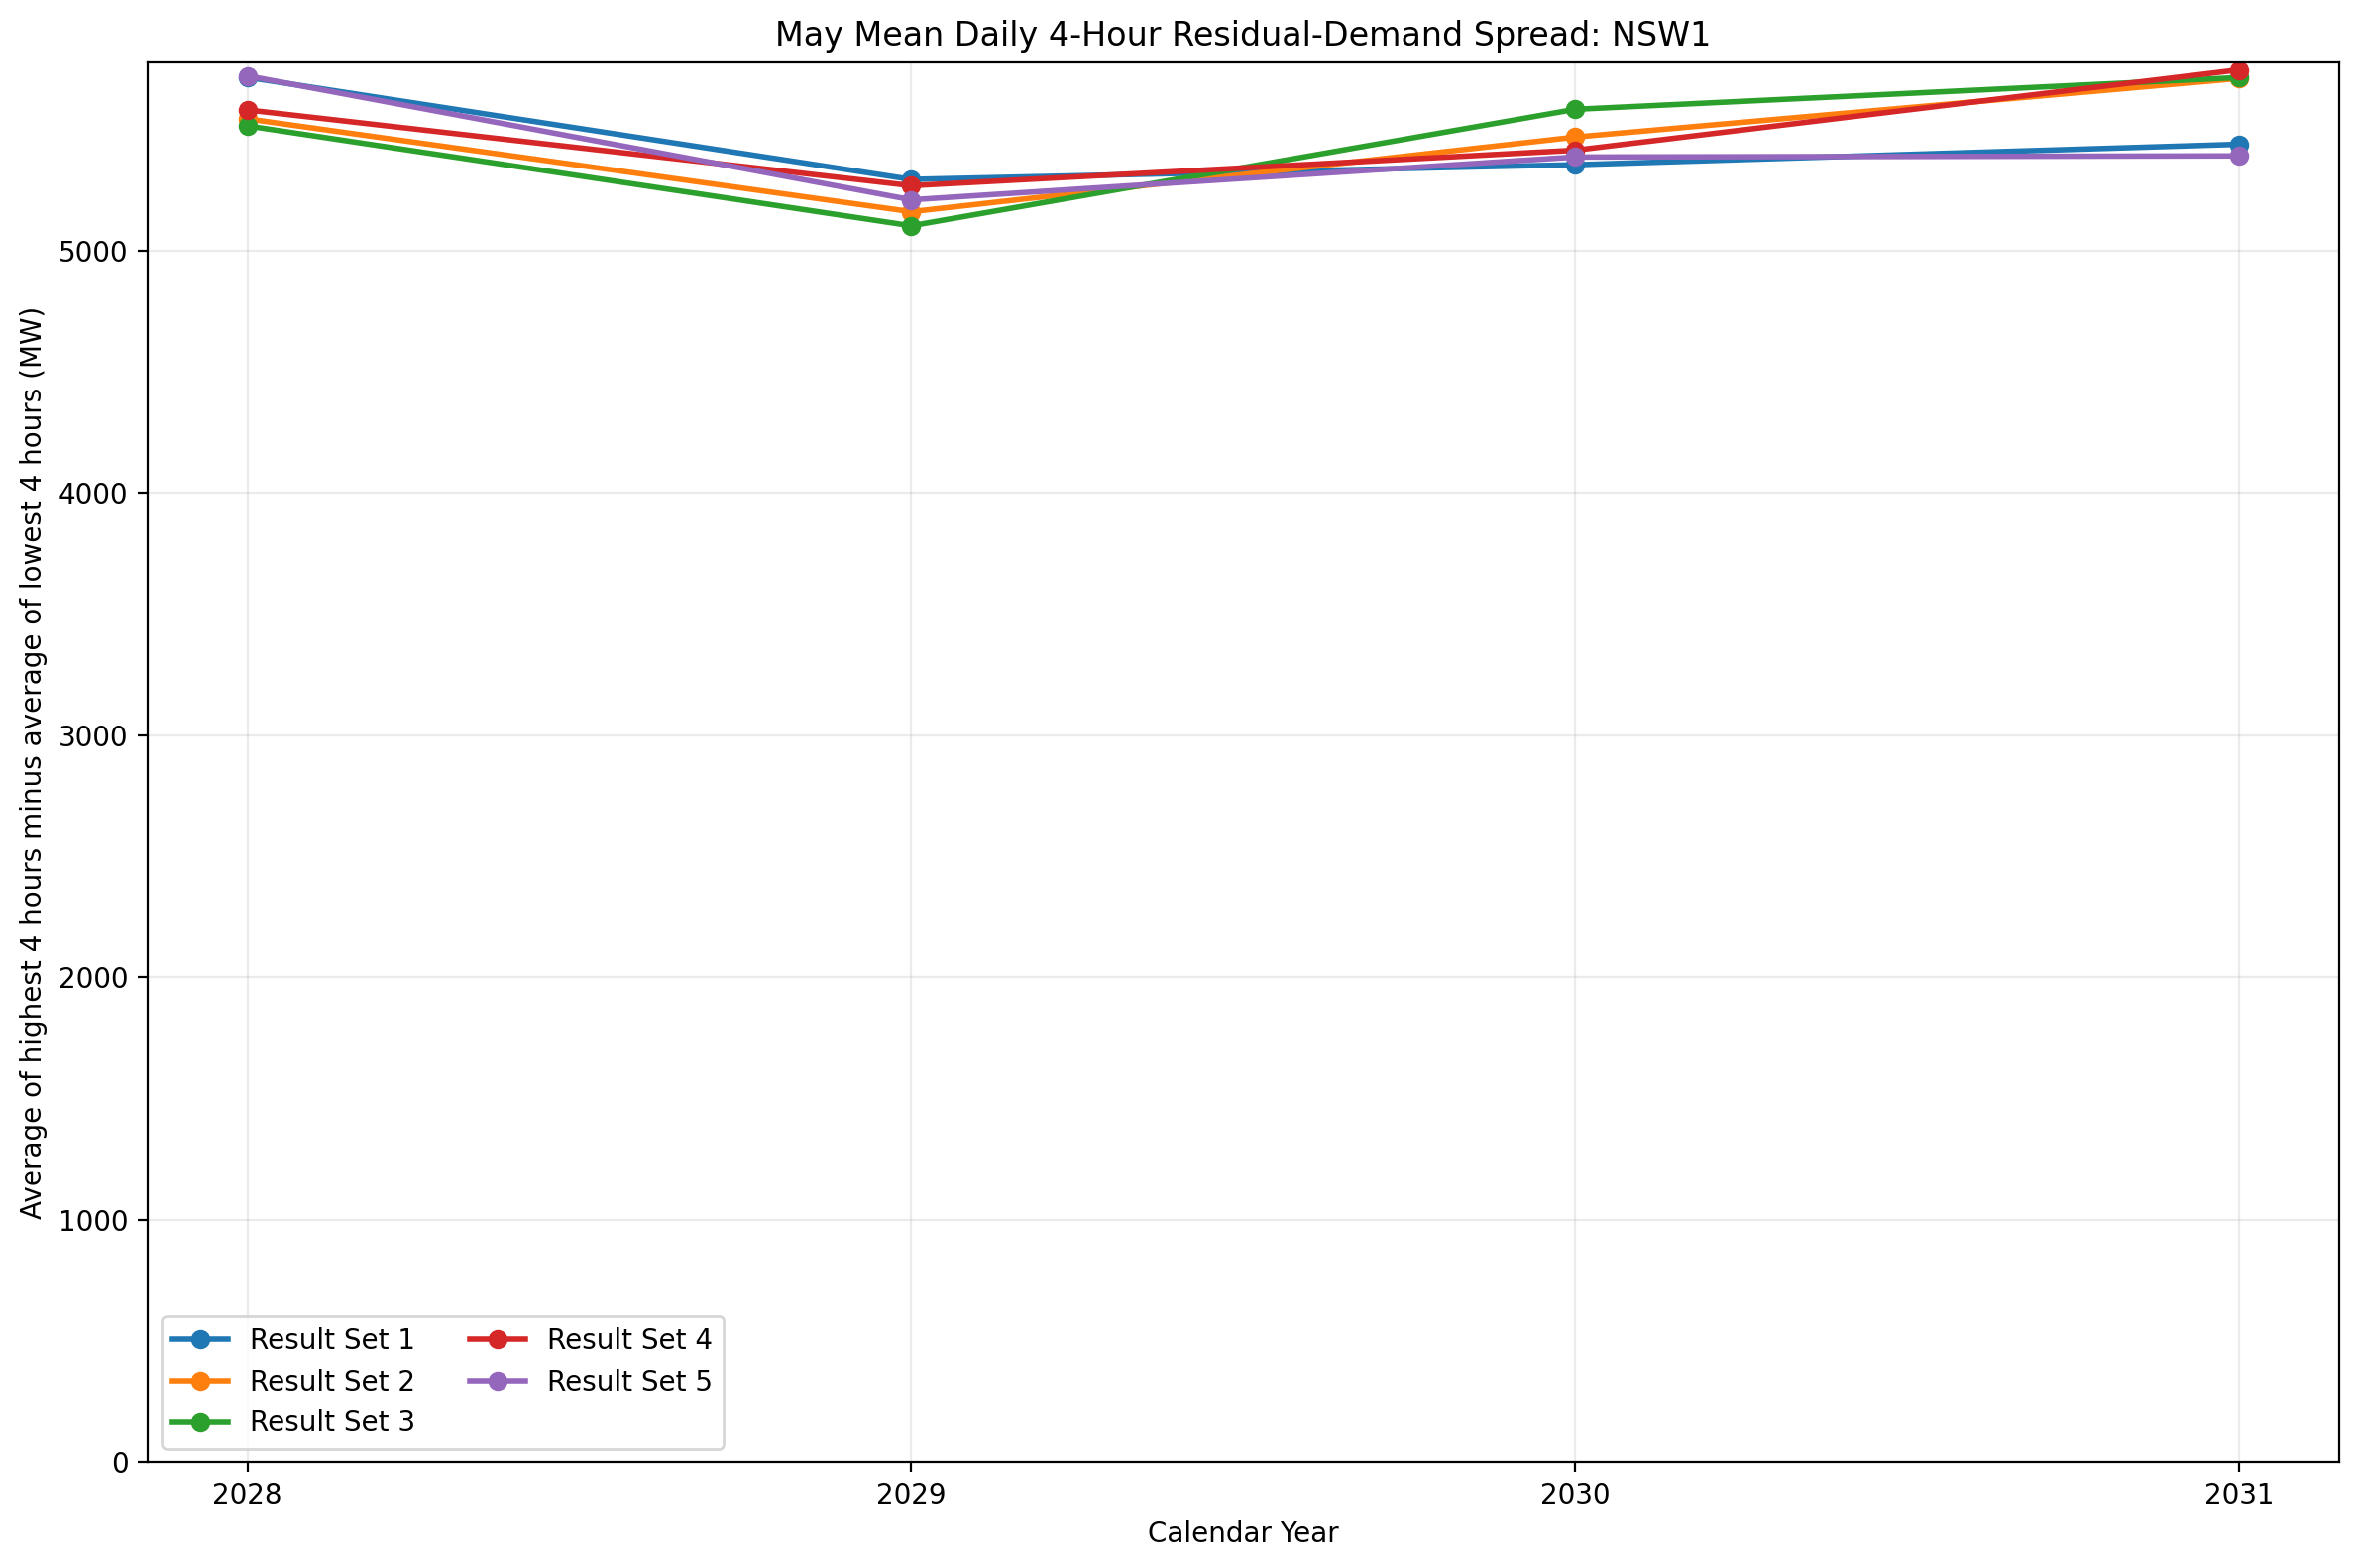 May Mean Daily 4-Hour Residual-Demand Spread: NSW1
Average of highest 4 hours minus average of lowest 4 hours (MW)
5000
4000
3000
2000
1000
0
Result Set 1
Result Set 2
Result Set 3
Result Set 4
Result Set 5
2028
2029
2030
2031
Calendar Year